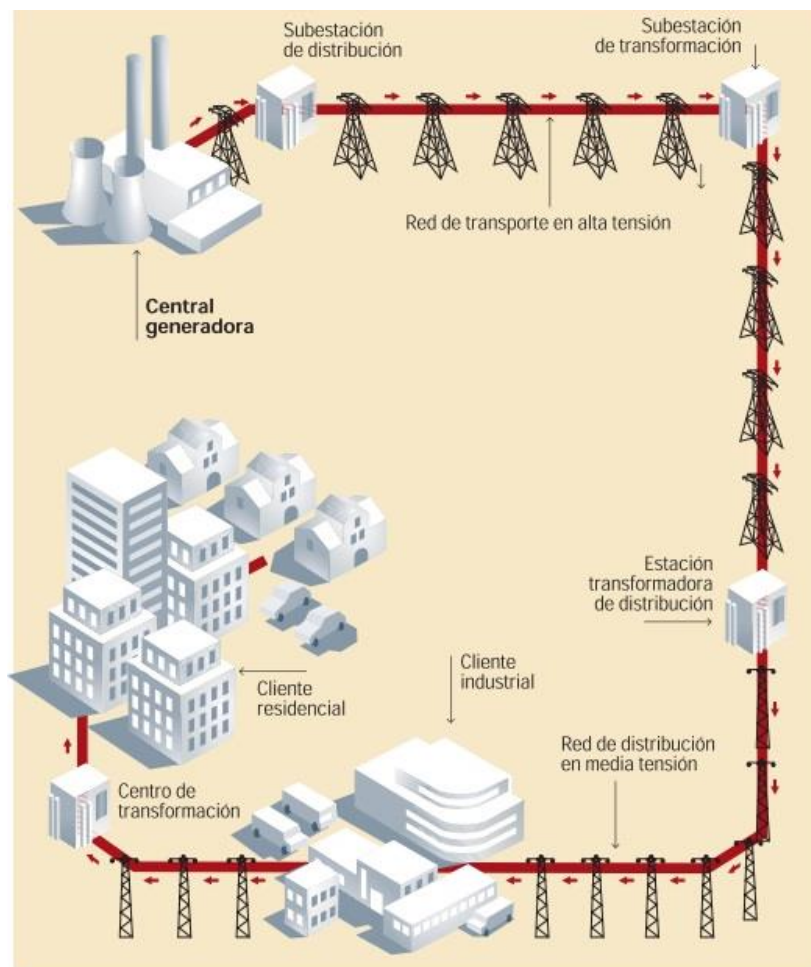 Subestación
de distribución
Subestación
de transformación
Red de transporte en alta tensión
Central
generadora
Estación
transformadora
de distribución
Cliente
residencial
Cliente
industrial
Red de distribución
en media tensión
Centro de
transformación